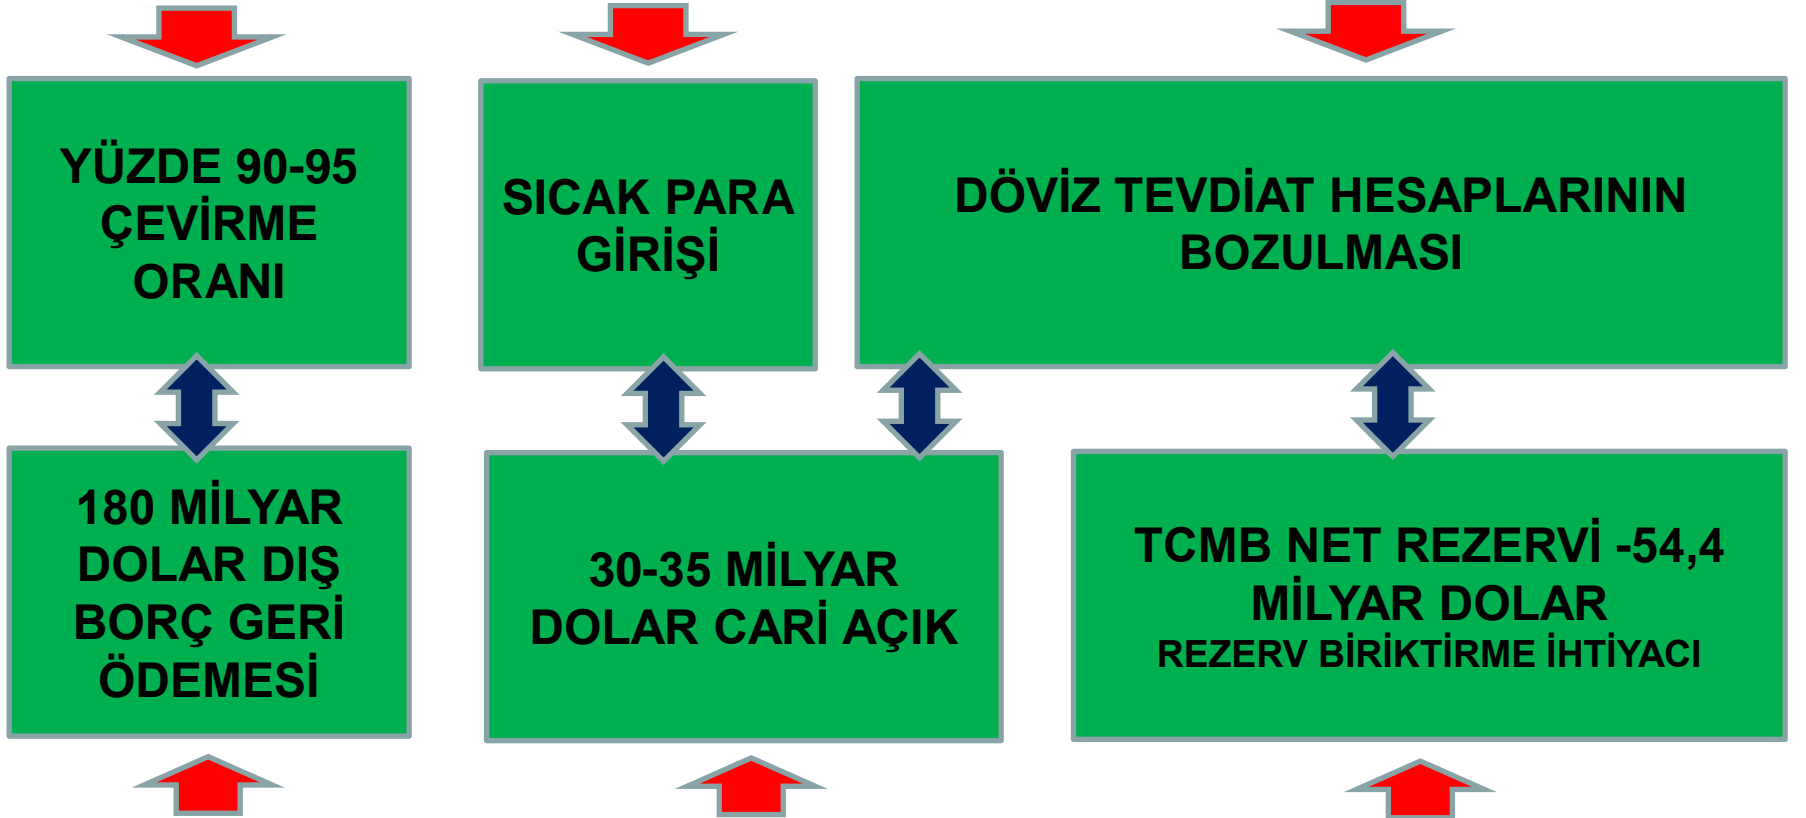 YÜZDE 90-95
ÇEVİRME
ORANI
SICAK PARA
GİRİŞİ
DÖVİZ TEVDİAT HESAPLARININ
BOZULMASI
180 MİLYAR
DOLAR DIŞ
BORÇ GERİ
ÖDEMESİ
30-35 MİLYAR
DOLAR CARİ AÇIK
TCMB NET REZERVİ -54,4
MİLYAR DOLAR
REZERV BİRİKTİRME İHTİYACI